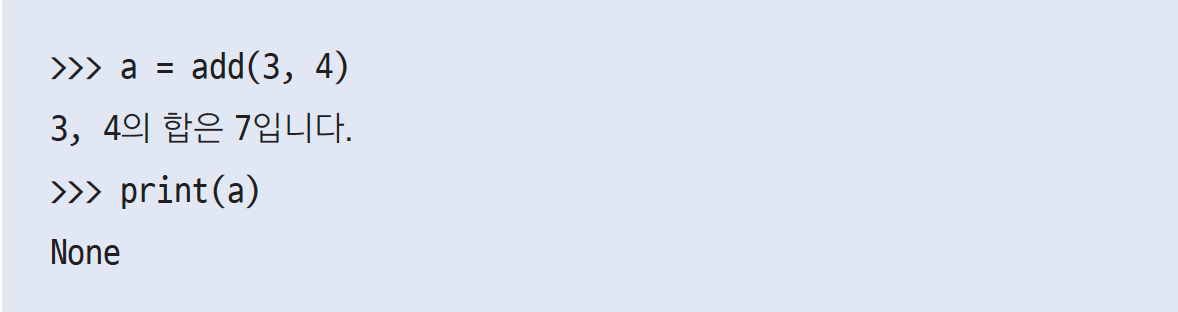 >>> a = add(3, 4)
3, 4의 합은 7입니다.
>>> print(a)
None